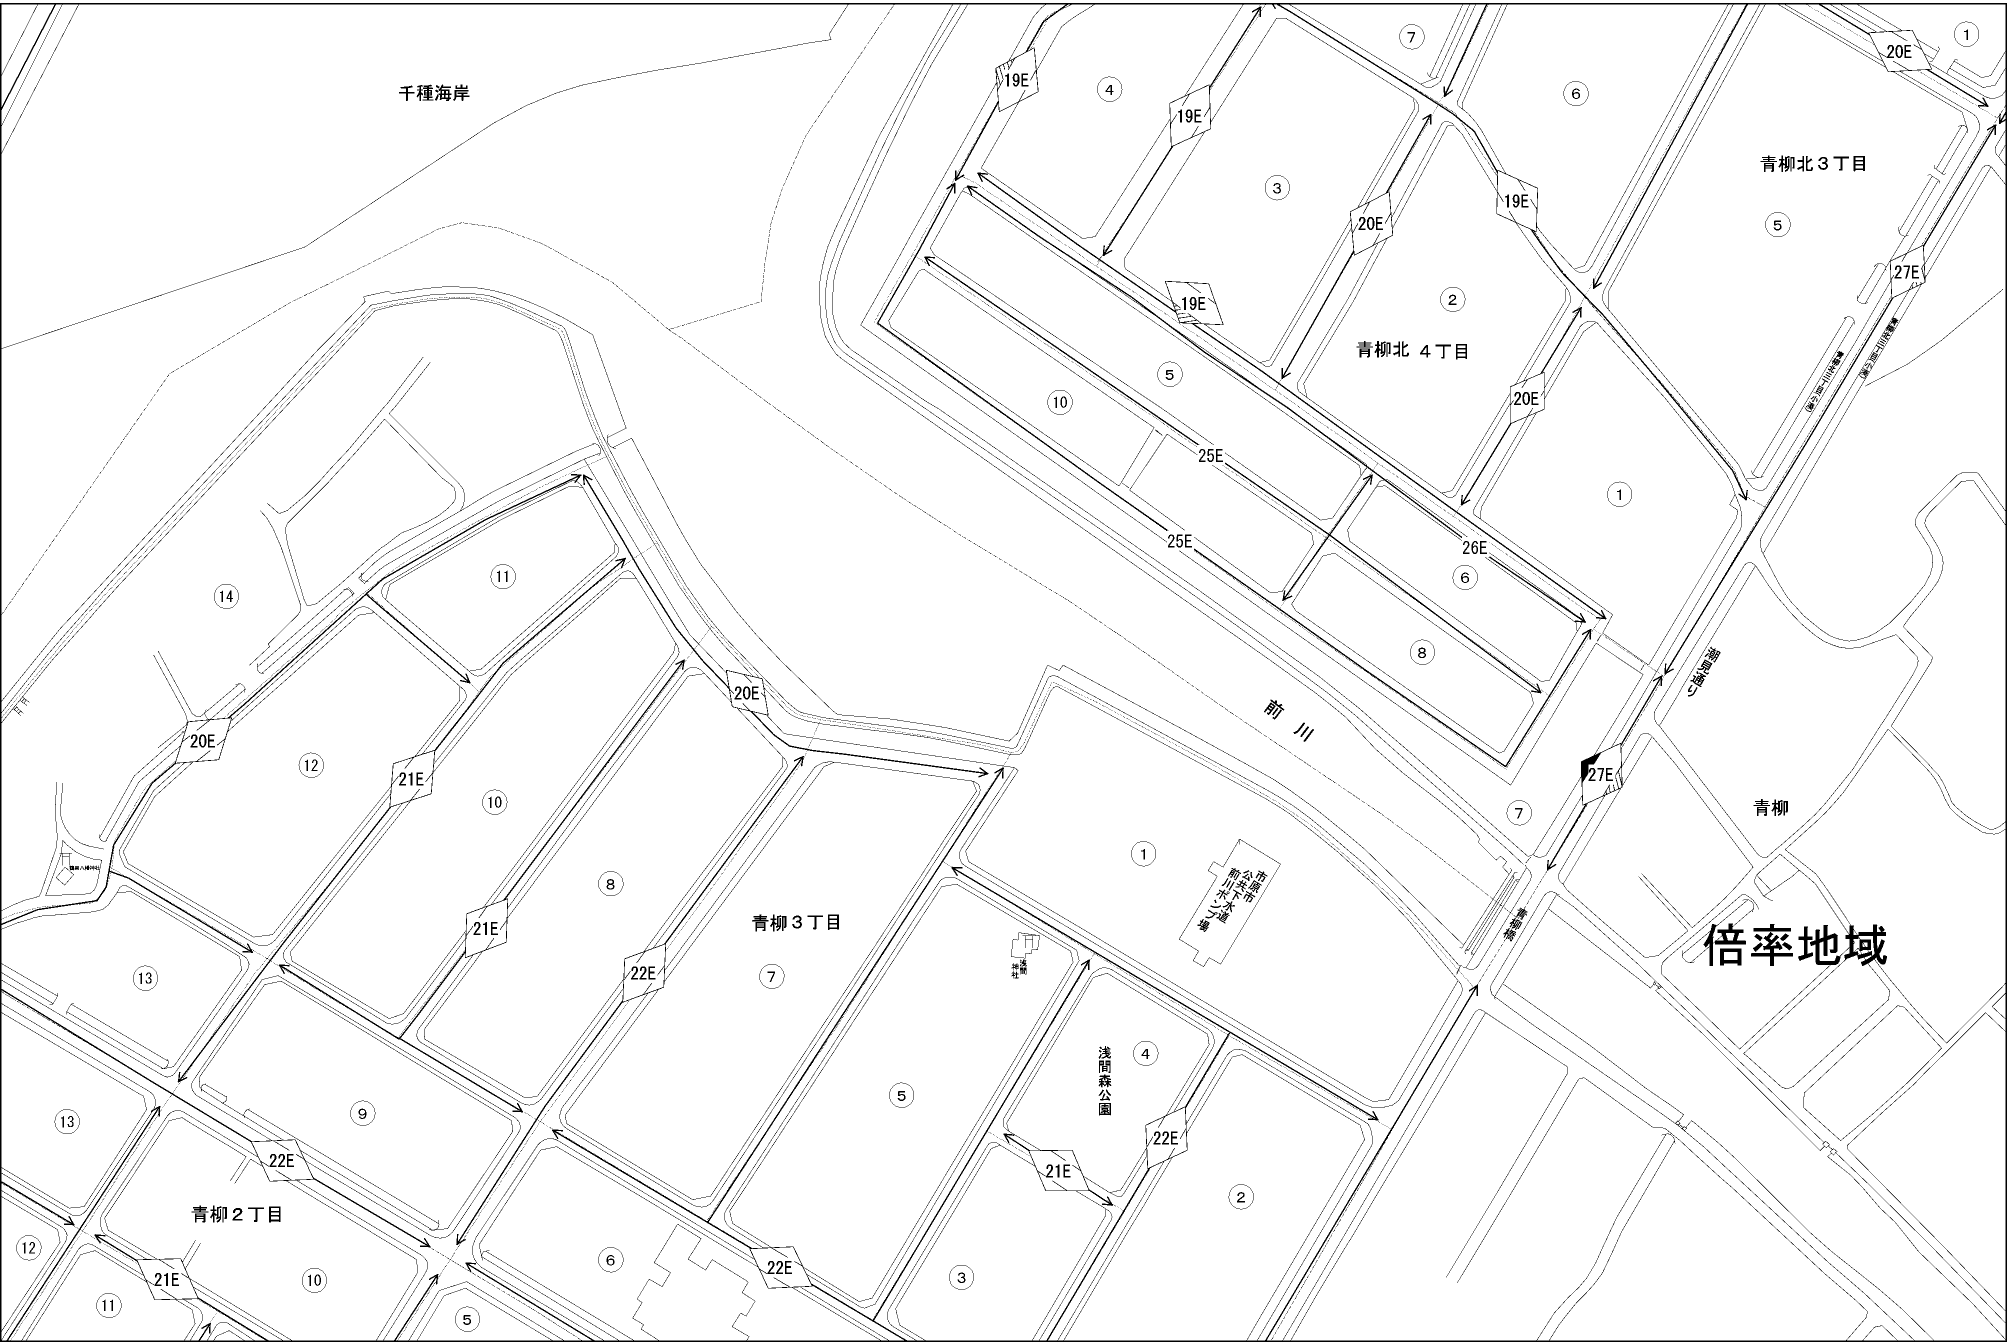 7
20E
1
19E
4
6
千種海岸
19E
青柳北3丁目
3
19E
20E
5
27E
19E
2
青柳北 4丁目
5
20E
10
25E
1
25E
26E
11
6
14
8
潮見通り
20E
前川
20E
12
21E
27E
10
7
青柳
1
市原市
公共下水道
前川ポンプ場
8
青柳3丁目
21E
青柳橋
倍率地域
22E
7
浅間
神社
13
4
浅間森公園
5
9
13
22E
22E
21E
2
青柳2丁目
12
6
22E
21E
10
3
11
5